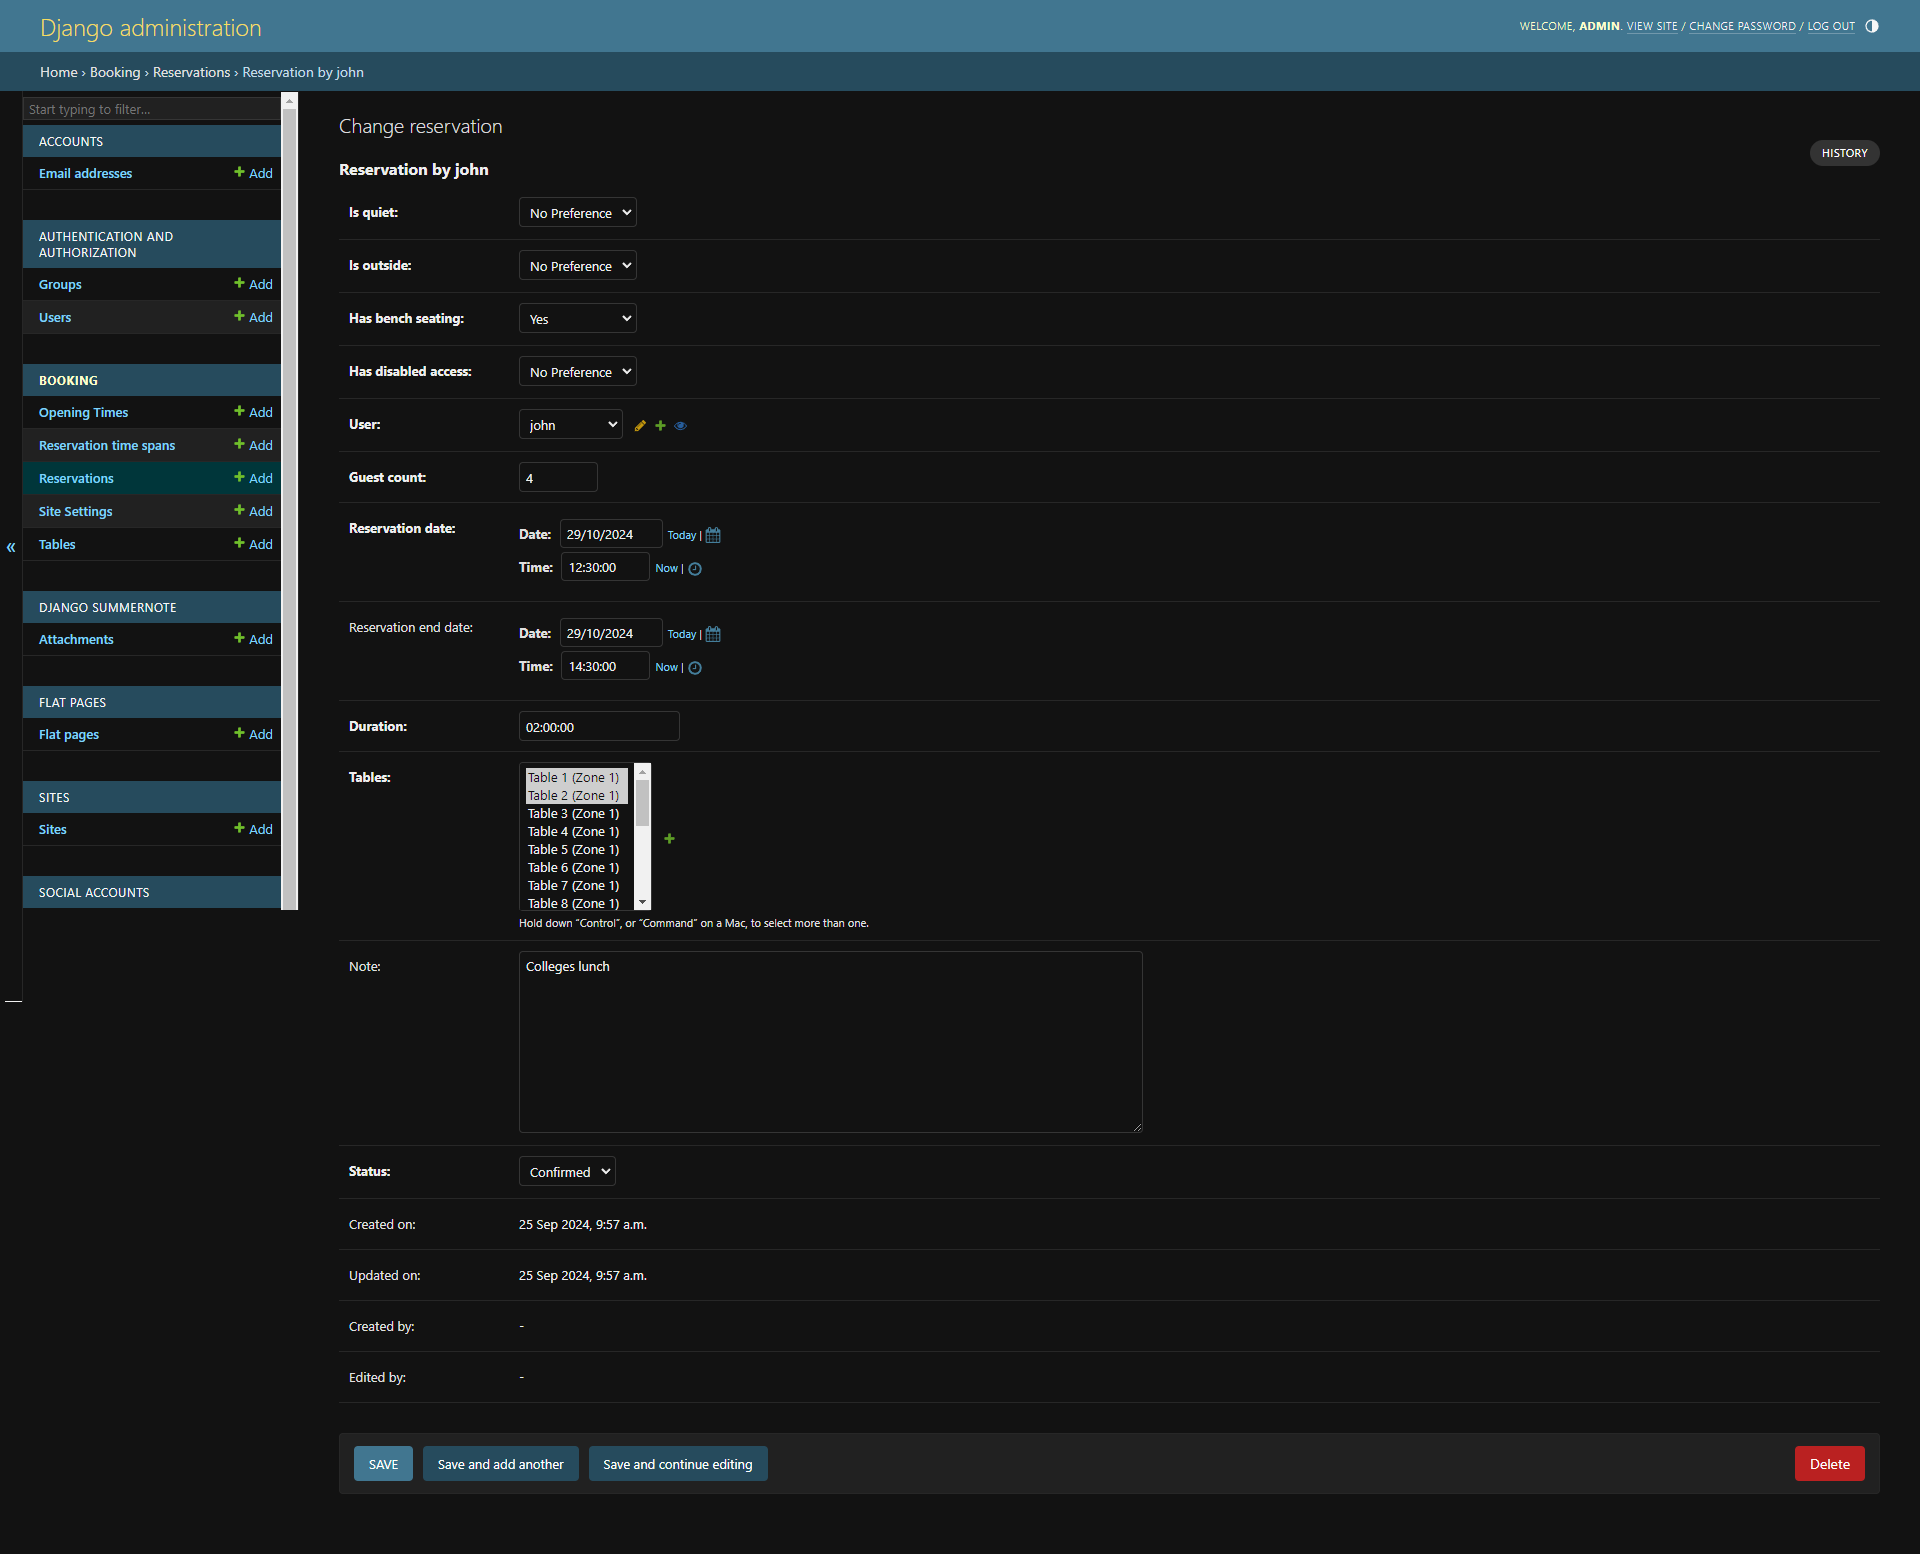 Django administration
WELCOME, ADMIN. VIEW SITE / CHANGE PASSWORD / LOG OUT
Home › Booking › Reservations › Reservation by john
Start typing to filter...
ACCOUNTS
Email addresses + Add
AUTHENTICATION AND
AUTHORIZATION
Groups + Add
Users + Add
BOOKING
Opening Times + Add
Reservation time spans + Add
Reservations + Add
Site Settings + Add
Tables + Add
«
DJANGO SUMMERNOTE
Attachments + Add
FLAT PAGES
Flat pages + Add
SITES
Sites + Add
SOCIAL ACCOUNTS
Change reservation
HISTORY
Reservation by john
Is quiet: No Preference
Is outside: No Preference
Has bench seating: Yes
Has disabled access: No Preference
User: john
Guest count: 4
Reservation date: Date: 29/10/2024 Today |
Time: 12:30:00 Now |
Reservation end date: Date: 29/10/2024 Today |
Time: 14:30:00 Now |
Duration: 02:00:00
Tables: Table 1 (Zone 1)
Table 2 (Zone 1)
Table 3 (Zone 1)
Table 4 (Zone 1)
Table 5 (Zone 1)
Table 6 (Zone 1)
Table 7 (Zone 1)
Table 8 (Zone 1)
Hold down “Control”, or “Command” on a Mac, to select more than one.
Note: Colleges lunch
Status: Confirmed
Created on: 25 Sep 2024, 9:57 a.m.
Updated on: 25 Sep 2024, 9:57 a.m.
Created by: -
Edited by: -
SAVE Save and add another Save and continue editing Delete